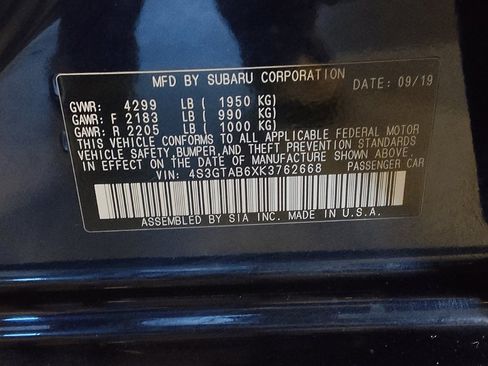 MFD BY SUBARU CORPORATION
DATE: 09/19
GVWR: 4299 LB ( 1950 KG)
GAWR: F 2183 LB ( 990 KG)
GAWR: R 2205 LB ( 1000 KG)
THIS VEHICLE CONFORMS TO ALL APPLICABLE FEDERAL MOTOR
VEHICLE SAFETY, BUMPER, AND THEFT PREVENTION STANDARDS
IN EFFECT ON THE DATE OF MANUFACTURE SHOWN ABOVE.
VIN: 4S3GTAB6XK3762668 PASSENGER CAR
ASSEMBLED BY SIA INC. MADE IN U.S.A.